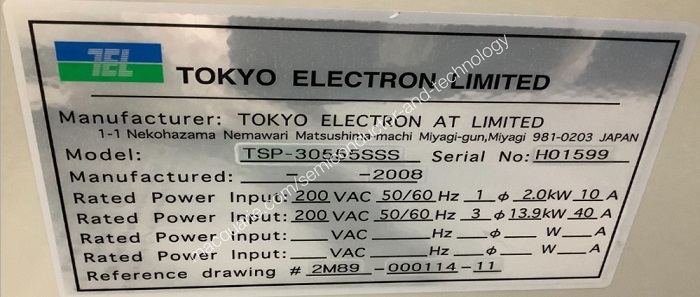 TEL
TOKYO ELECTRON LIMITED
Manufacturer: TOKYO ELECTRON AT LIMITED
1-1 Nekohazama Nemawari Matsushima-machi Miyagi-gun,Miyagi 981-0203 JAPAN
Model: TSP-305555SSS Serial No: H01599
Manufactured: - -2008
Rated Power Input: 200 VAC 50/60 Hz 1 ϕ 2.0kW 10 A
Rated Power Input: 200 VAC 50/60 Hz 3 ϕ 13.9kW 40 A
Rated Power Input: VAC Hz ϕ W A
Rated Power Input: VAC Hz ϕ W A
Reference drawing # 2M89 -000114-11